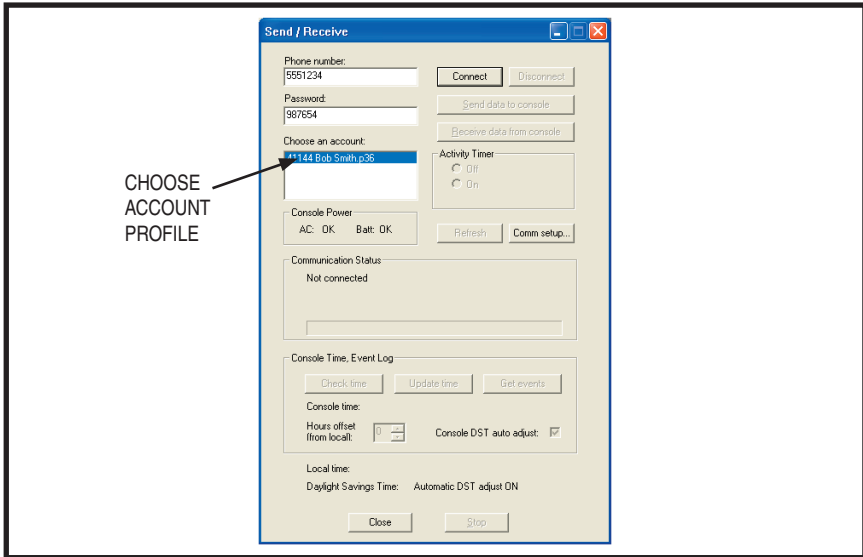 Send / Receive
Phone number:
5551234
Connect
Disconnect
Password:
987654
Send data to console
Receive data from console
Choose an account:
41144 Bob Smith.p36
Activity Timer
Off
On
CHOOSE
ACCOUNT
PROFILE
Console Power
AC: OK Batt: OK
Refresh
Comm setup...
Communication Status
Not connected
Console Time, Event Log
Check time
Update time
Get events
Console time:
Hours offset
(from local):
0
Console DST auto adjust:
Local time:
Daylight Savings Time: Automatic DST adjust ON
Close
Stop